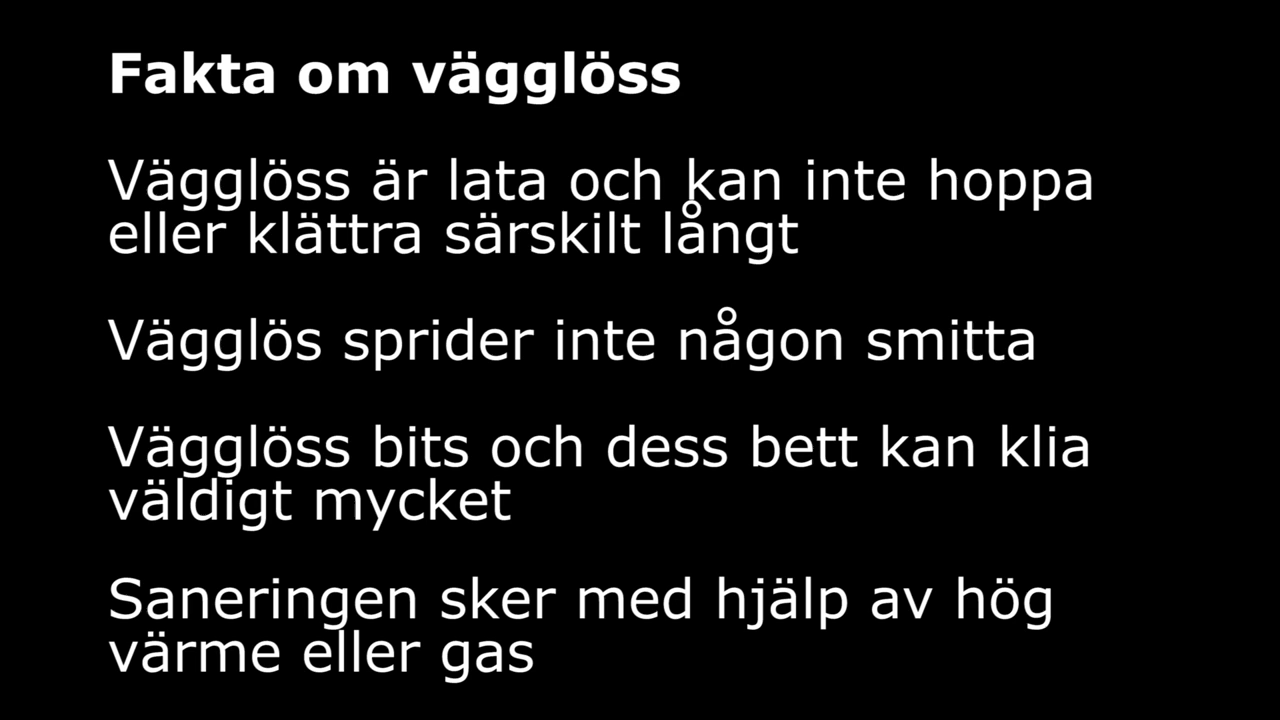 Fakta om vägglöss
Vägglöss är lata och kan inte hoppa
eller klättra särskilt långt
Vägglös sprider inte någon smitta
Vägglöss bits och dess bett kan klia
väldigt mycket
Saneringen sker med hjälp av hög
värme eller gas